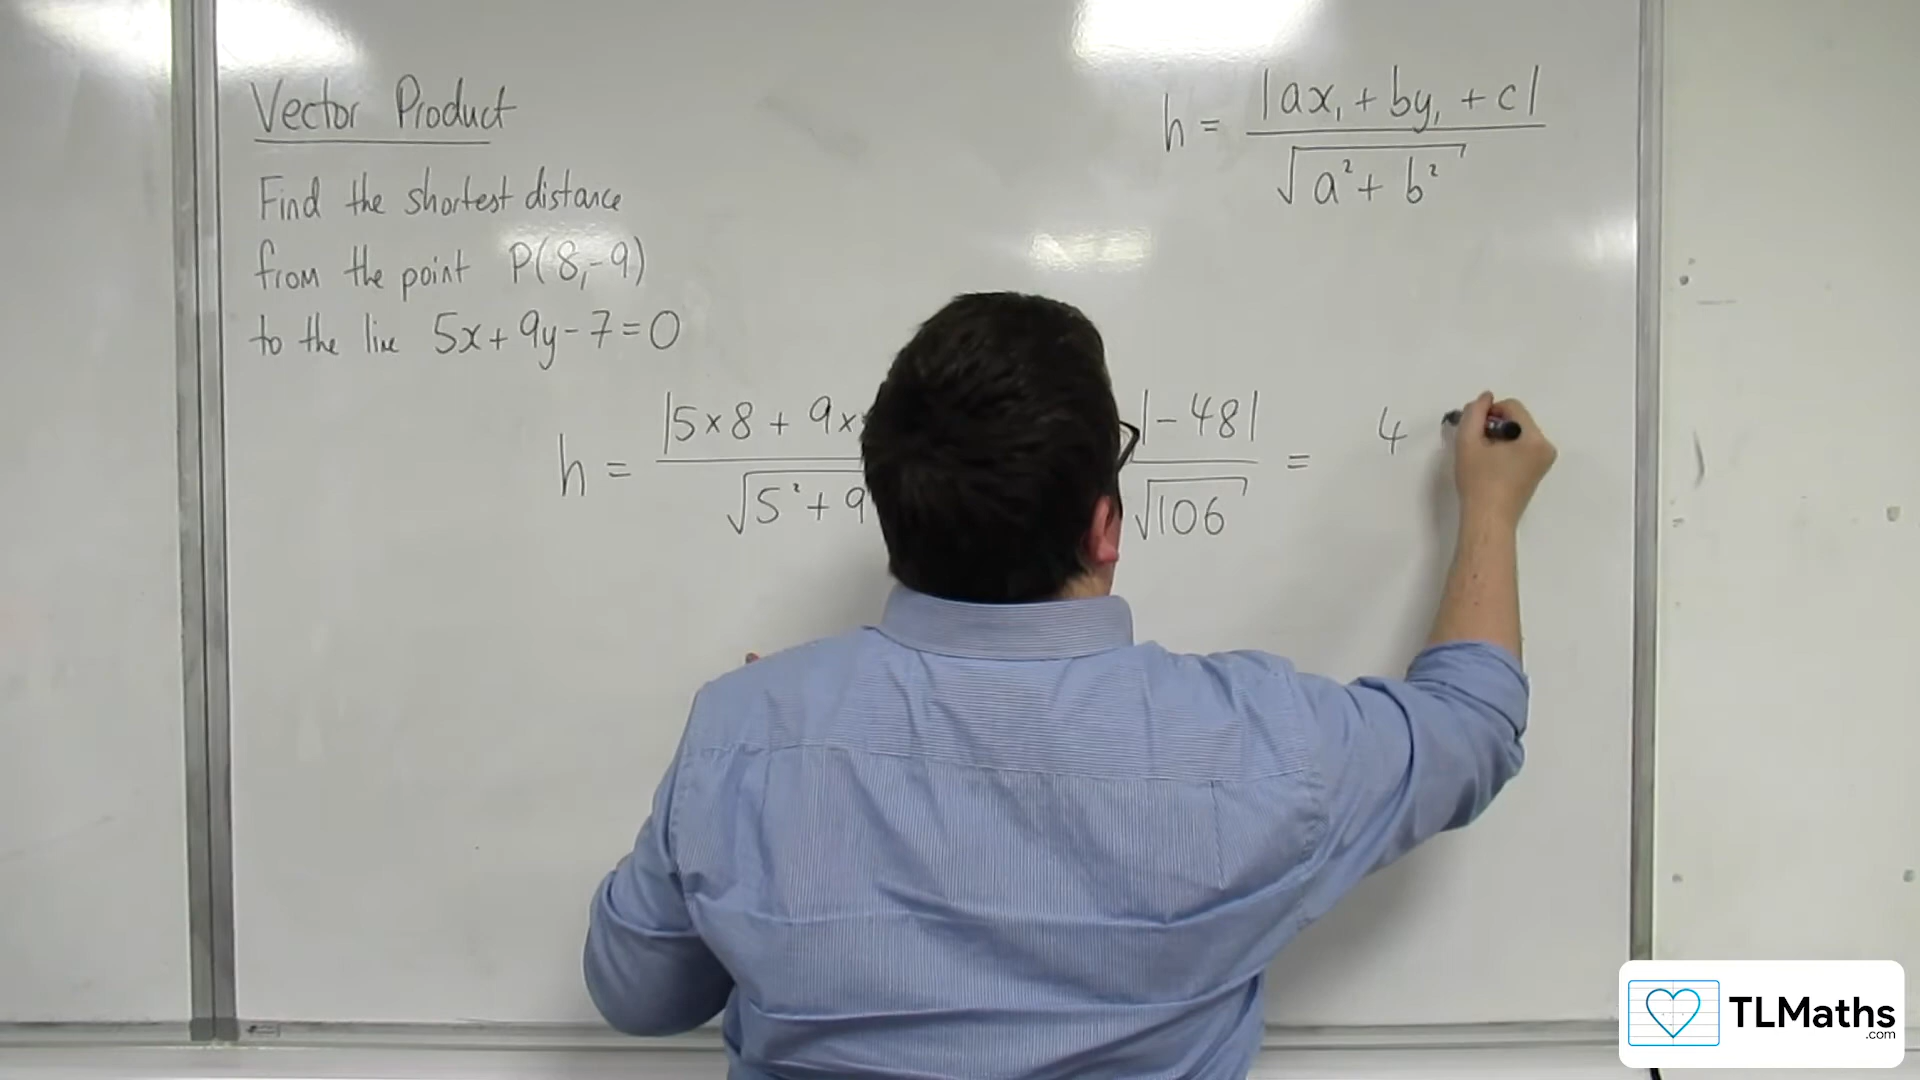 Vector Product
h = |ax₁ + by₁ + c| / √(a² + b²)
Find the shortest distance
from the point P(8,-9)
to the line 5x + 9y - 7 = 0
h = |5×8 + 9× |-48| = 4
√5² + 9 √106
TLMaths
.com